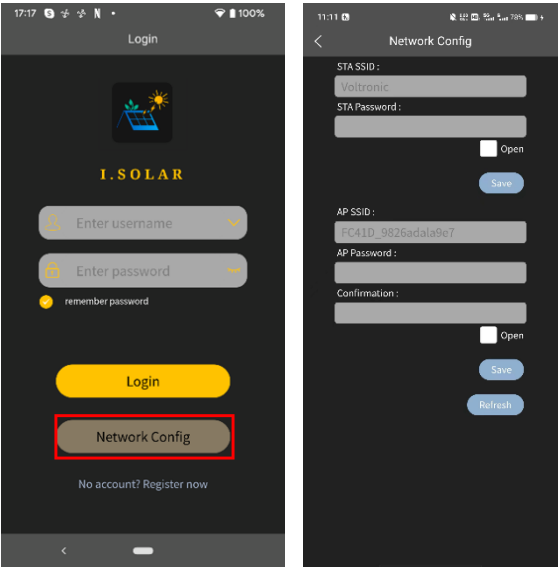 17:17
100%
Login
I.SOLAR
Enter username
Enter password
remember password
Login
Network Config
No account? Register now
11:11
78%
Network Config
STA SSID :
Voltronic
STA Password :
Open
Save
AP SSID :
FC41D_9826adala9e7
AP Password :
Confirmation :
Open
Save
Refresh